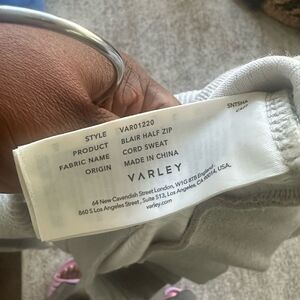 STYLE VAR01220
PRODUCT BLAIR HALF ZIP
FABRIC NAME CORD SWEAT
ORIGIN MADE IN CHINA
VARLEY
64 New Cavendish Street London, W1G 8TB England
860 S Los Angeles Street, Suite 513, Los Angeles, CA 90014, USA.
varley.com
SNTSHA